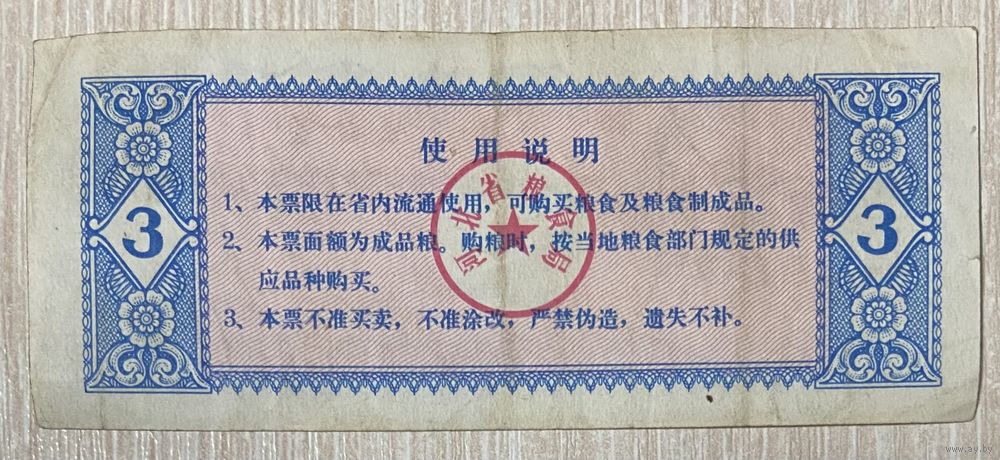 使用说明
1、本票限在省内流通使用，可购买粮食及粮食制成品。
2、本票面额为成品粮。购粮时，按当地粮食部门规定的供
应品种购买。
3、本票不准买卖，不准涂改，严禁伪造，遗失不补。
河北省粮食局
3
3
www.ay.by